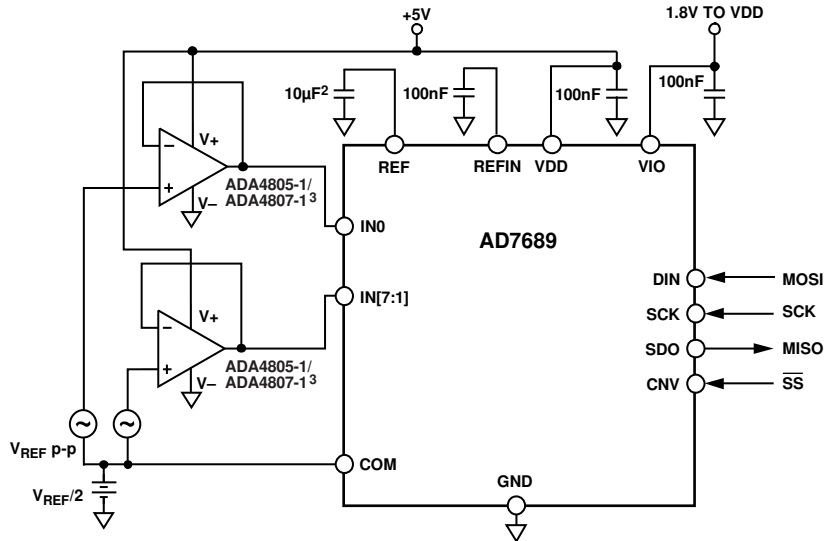 +5V
1.8V TO VDD
10µF²
100nF
100nF
100nF
V+
REF
REFIN
VDD
VIO
−
+
ADA4805-1/
ADA4807-1³
V−
IN0
AD7689
IN[7:1]
DIN
MOSI
V+
SCK
SCK
−
SDO
MISO
+
ADA4805-1/
ADA4807-1³
V−
CNV
S̅S̅
~
~
VREF p-p
COM
GND
VREF/2